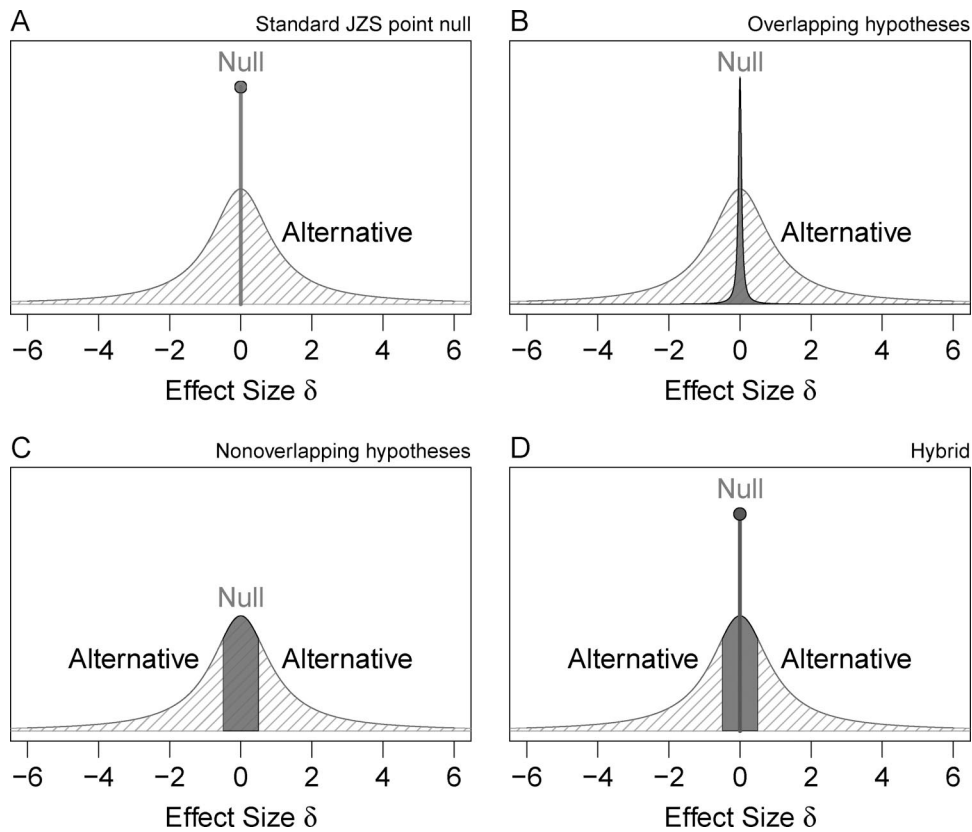 A
Standard JZS point null
Null
Alternative
−6 −4 −2 0 2 4 6
Effect Size δ
B
Overlapping hypotheses
Null
Alternative
−6 −4 −2 0 2 4 6
Effect Size δ
C
Nonoverlapping hypotheses
Null
Alternative Alternative
−6 −4 −2 0 2 4 6
Effect Size δ
D
Hybrid
Null
Alternative Alternative
−6 −4 −2 0 2 4 6
Effect Size δ